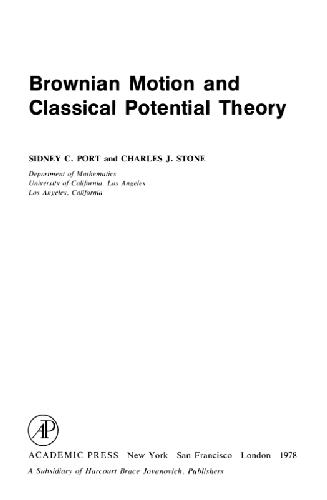 Brownian Motion and
Classical Potential Theory
SIDNEY C. PORT and CHARLES J. STONE
Department of Mathematics
University of California Los Angeles
Los Angeles, California
AP
ACADEMIC PRESS New York San Francisco London 1978
A Subsidiary of Harcourt Brace Jovanovich, Publishers